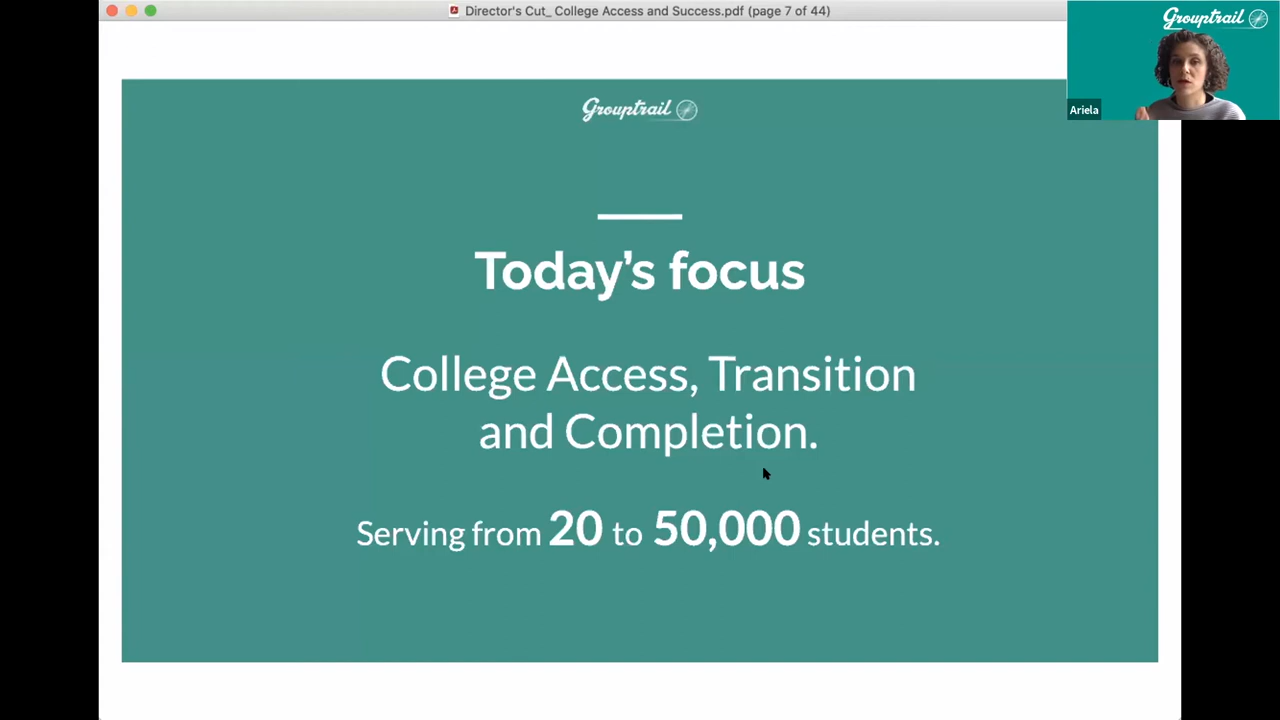 Director's Cut_ College Access and Success.pdf (page 7 of 44)
Grouptrail
Ariela
Grouptrail
Today's focus
College Access, Transition
and Completion.
Serving from 20 to 50,000 students.